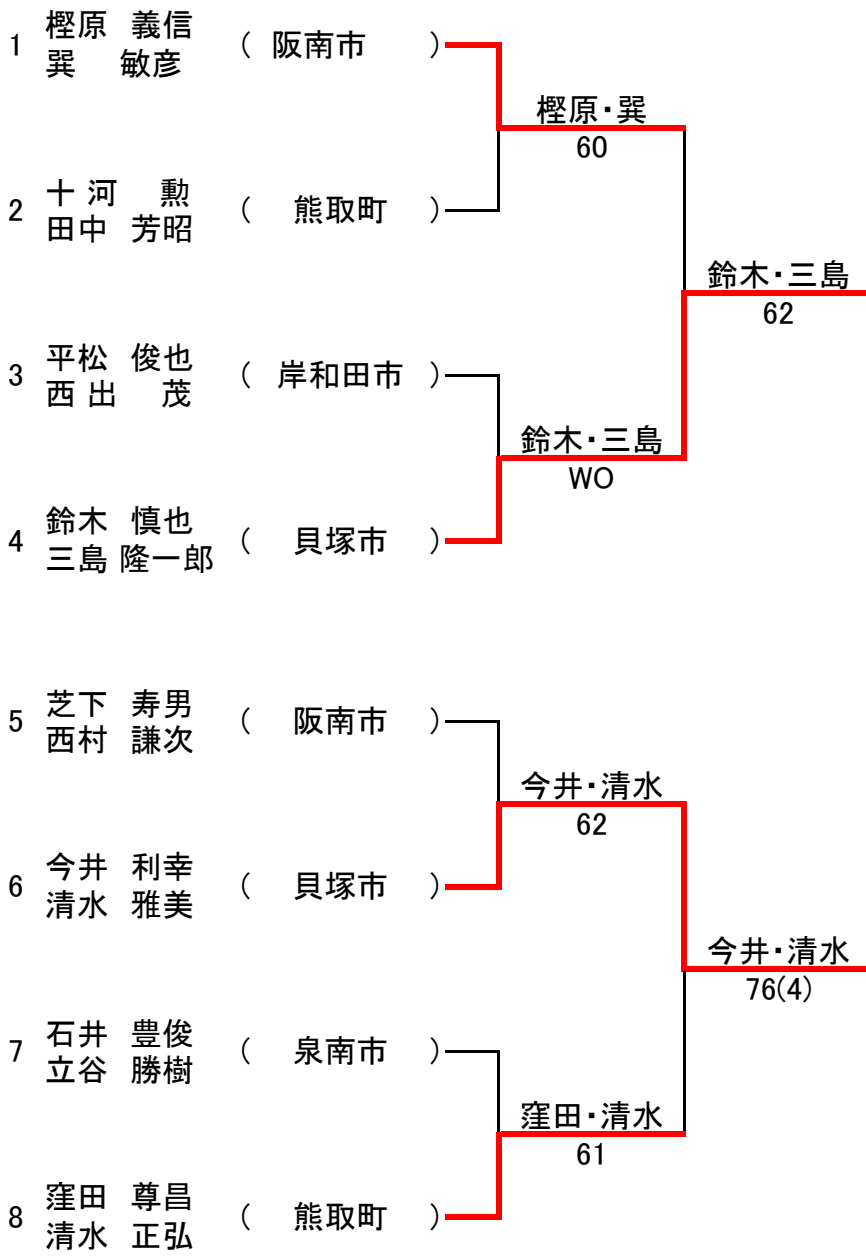 1 樫原 義信 ( 阪南市 )
巽 敏彦
樫原・巽
60
2 十河 勲 ( 熊取町 )
田中 芳昭
鈴木・三島
62
3 平松 俊也 ( 岸和田市 )
西出 茂
鈴木・三島
WO
4 鈴木 慎也 ( 貝塚市 )
三島 隆一郎
5 芝下 寿男 ( 阪南市 )
西村 謙次
今井・清水
62
6 今井 利幸 ( 貝塚市 )
清水 雅美
今井・清水
76(4)
7 石井 豊俊 ( 泉南市 )
立谷 勝樹
窪田・清水
61
8 窪田 尊昌 ( 熊取町 )
清水 正弘